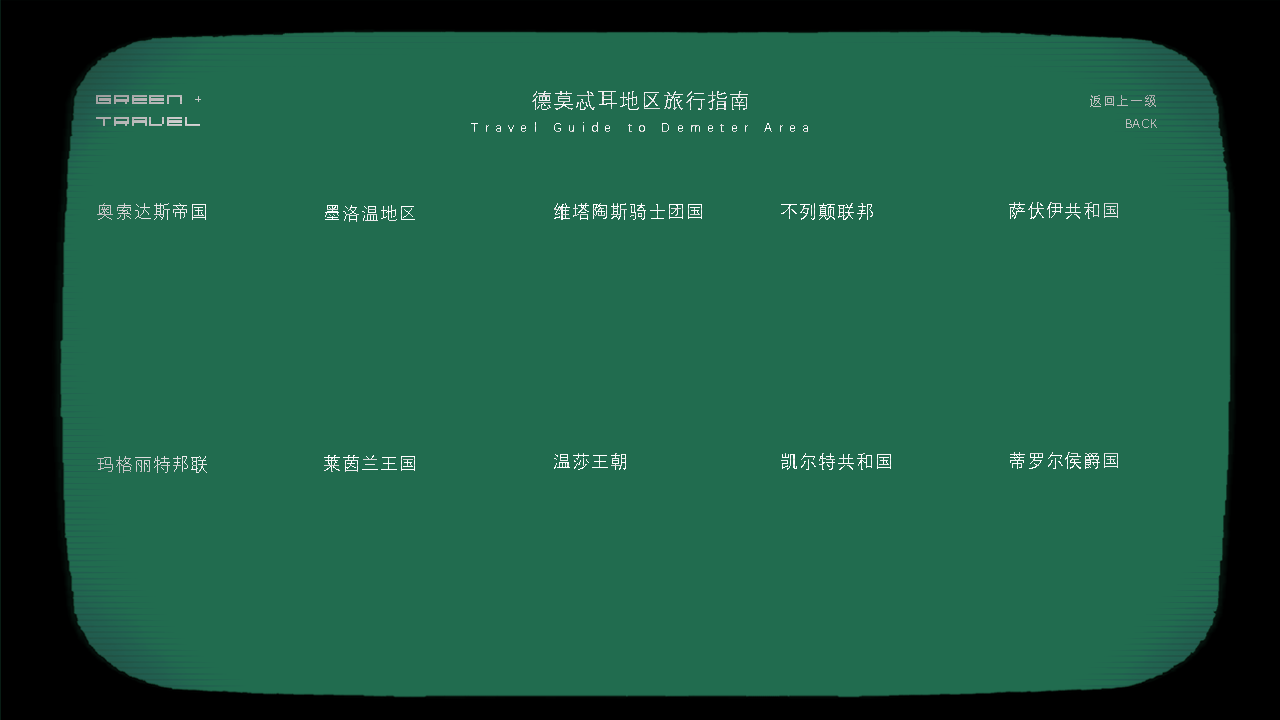 GREEN +
TRAVEL
德莫忒耳地区旅行指南
Travel Guide to Demeter Area
返回上一级
BACK
奥索达斯帝国
墨洛温地区
维塔陶斯骑士团国
不列颠联邦
萨伏伊共和国
玛格丽特邦联
莱茵兰王国
温莎王朝
凯尔特共和国
蒂罗尔侯爵国